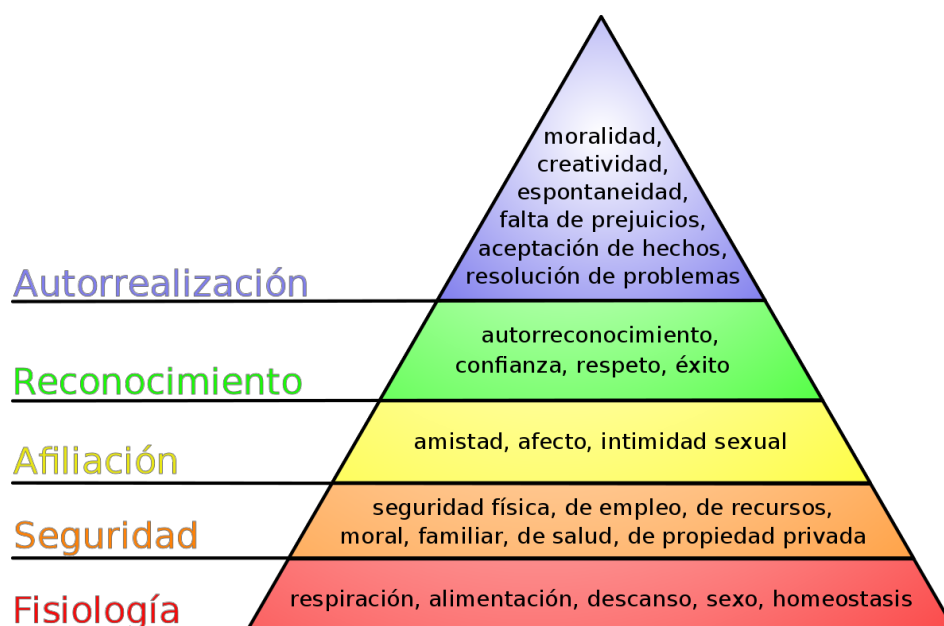 moralidad,
creatividad,
espontaneidad,
falta de prejuicios,
aceptación de hechos,
resolución de problemas
Autorrealización
autorreconocimiento,
confianza, respeto, éxito
Reconocimiento
amistad, afecto, intimidad sexual
Afiliación
seguridad física, de empleo, de recursos,
moral, familiar, de salud, de propiedad privada
Seguridad
respiración, alimentación, descanso, sexo, homeostasis
Fisiología